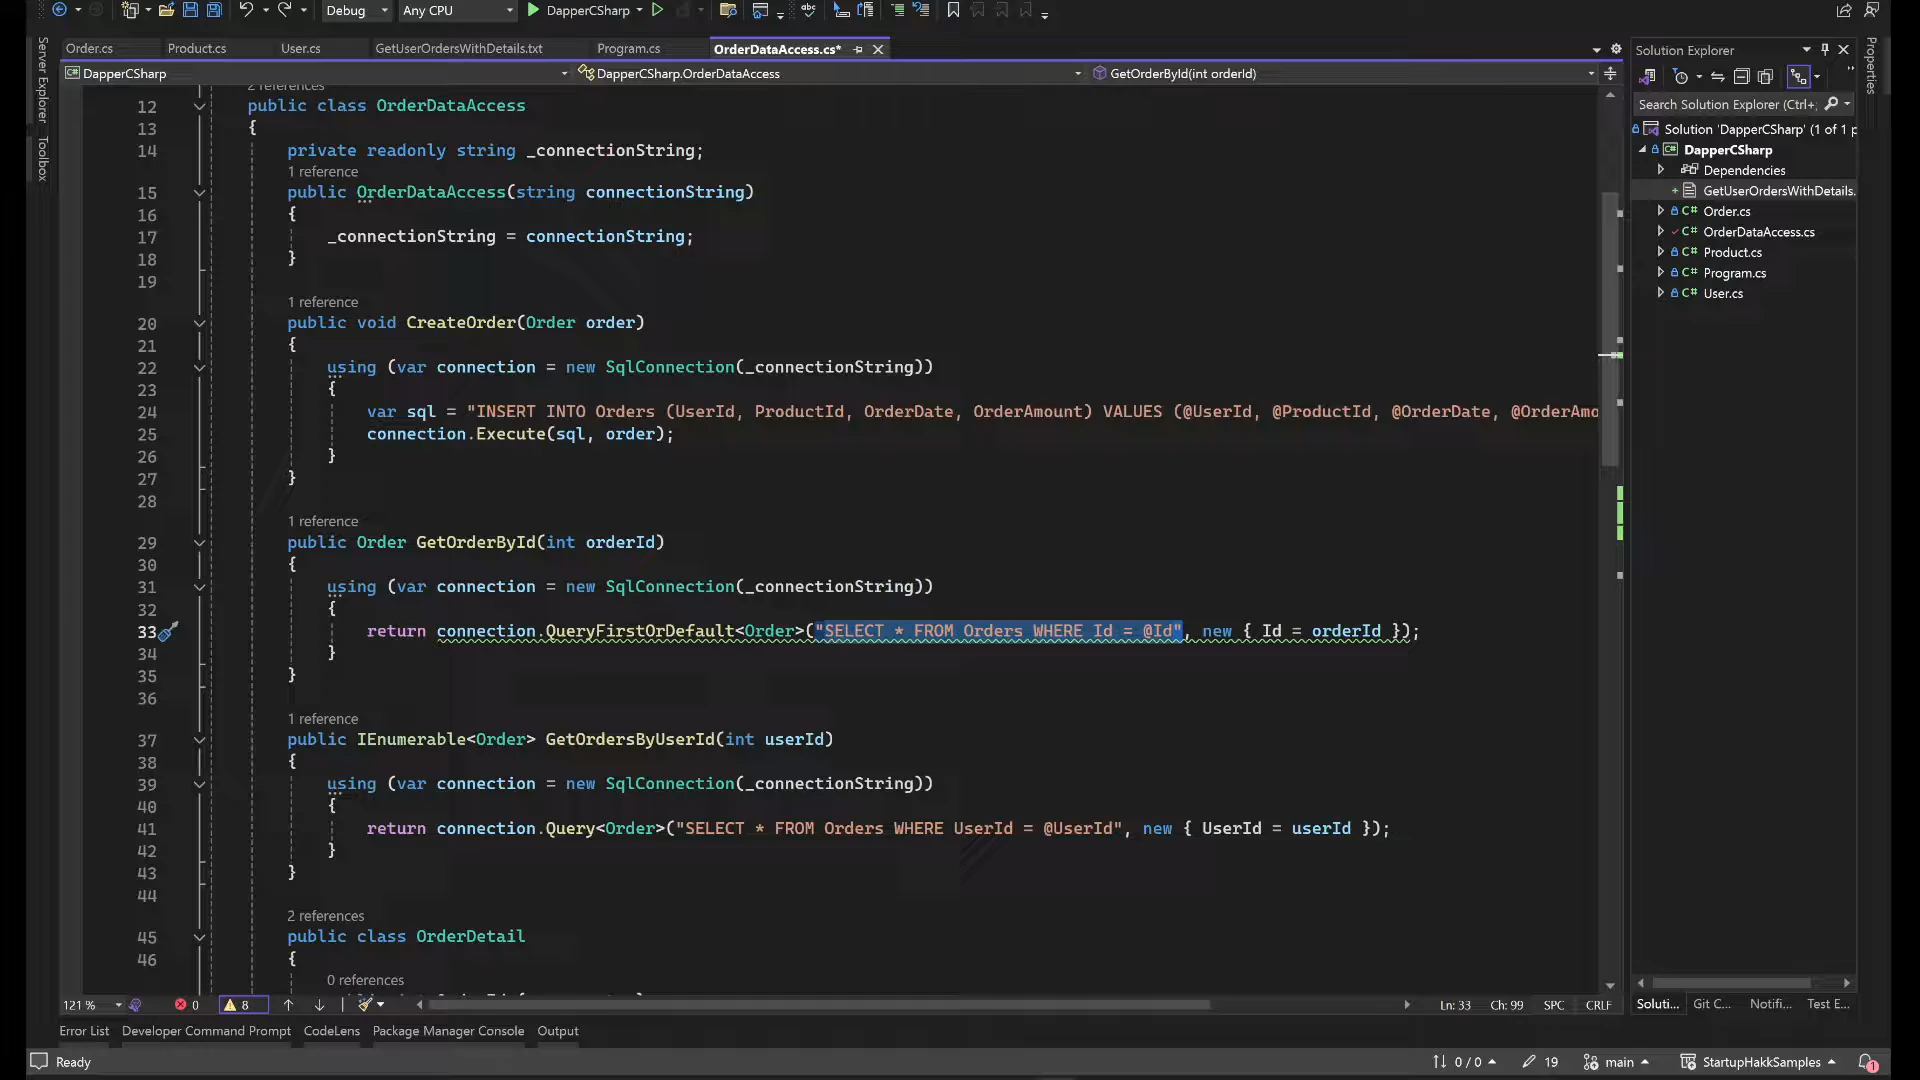 Debug Any CPU DapperCSharp
Order.cs Product.cs User.cs GetUserOrdersWithDetails.txt Program.cs OrderDataAccess.cs*
DapperCSharp DapperCSharp.OrderDataAccess GetOrderById(int orderId)
Server Explorer
Toolbox
2 references
12 public class OrderDataAccess
13 {
14 private readonly string _connectionString;
1 reference
15 public OrderDataAccess(string connectionString)
16 {
17 _connectionString = connectionString;
18 }
19
1 reference
20 public void CreateOrder(Order order)
21 {
22 using (var connection = new SqlConnection(_connectionString))
23 {
24 var sql = "INSERT INTO Orders (UserId, ProductId, OrderDate, OrderAmount) VALUES (@UserId, @ProductId, @OrderDate, @OrderAmo
25 connection.Execute(sql, order);
26 }
27 }
28
1 reference
29 public Order GetOrderById(int orderId)
30 {
31 using (var connection = new SqlConnection(_connectionString))
32 {
33 return connection.QueryFirstOrDefault<Order>("SELECT * FROM Orders WHERE Id = @Id", new { Id = orderId });
34 }
35 }
36
1 reference
37 public IEnumerable<Order> GetOrdersByUserId(int userId)
38 {
39 using (var connection = new SqlConnection(_connectionString))
40 {
41 return connection.Query<Order>("SELECT * FROM Orders WHERE UserId = @UserId", new { UserId = userId });
42 }
43 }
44
2 references
45 public class OrderDetail
46 {
0 references
121 % 0 8 Ln: 33 Ch: 99 SPC CRLF
Error List Developer Command Prompt CodeLens Package Manager Console Output
Ready 0 / 0 19 main StartupHakkSamples 1
Solution Explorer
Search Solution Explorer (Ctrl+;
Solution 'DapperCSharp' (1 of 1 p
DapperCSharp
Dependencies
GetUserOrdersWithDetails.
C# Order.cs
C# OrderDataAccess.cs
C# Product.cs
C# Program.cs
C# User.cs
Soluti... Git C... Notifi... Test E...
Properties